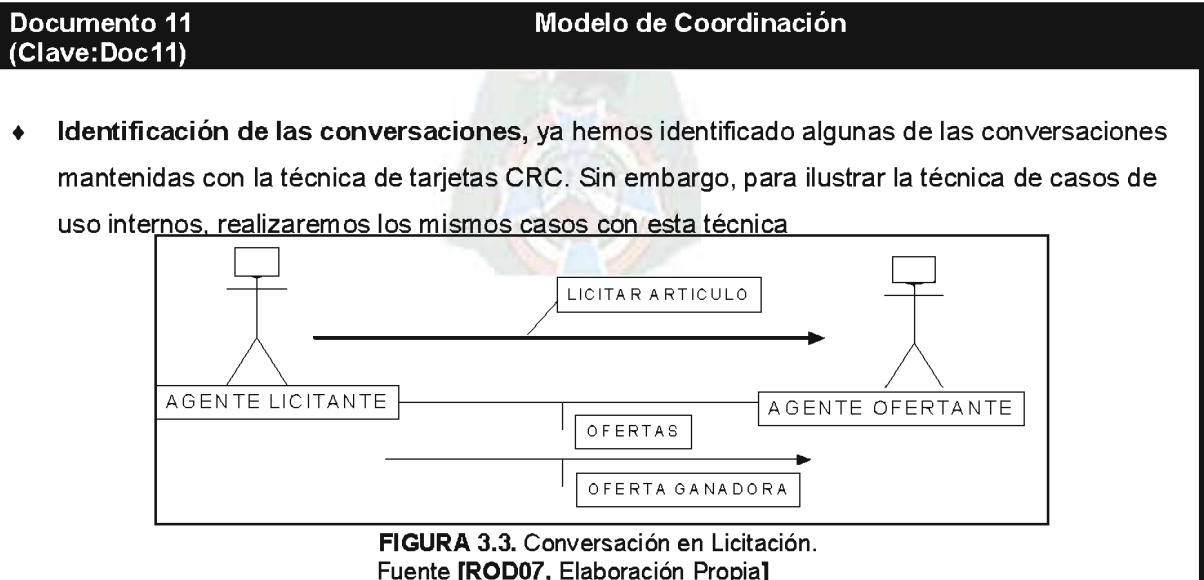 Documento 11 Modelo de Coordinación
(Clave:Doc11)
♦ Identificación de las conversaciones, ya hemos identificado algunas de las conversaciones
mantenidas con la técnica de tarjetas CRC. Sin embargo, para ilustrar la técnica de casos de
uso internos, realizaremos los mismos casos con esta técnica
LICITAR ARTICULO
AGENTE LICITANTE
AGENTE OFERTANTE
OFERTAS
OFERTA GANADORA
FIGURA 3.3. Conversación en Licitación.
Fuente [ROD07, Elaboración Propia]